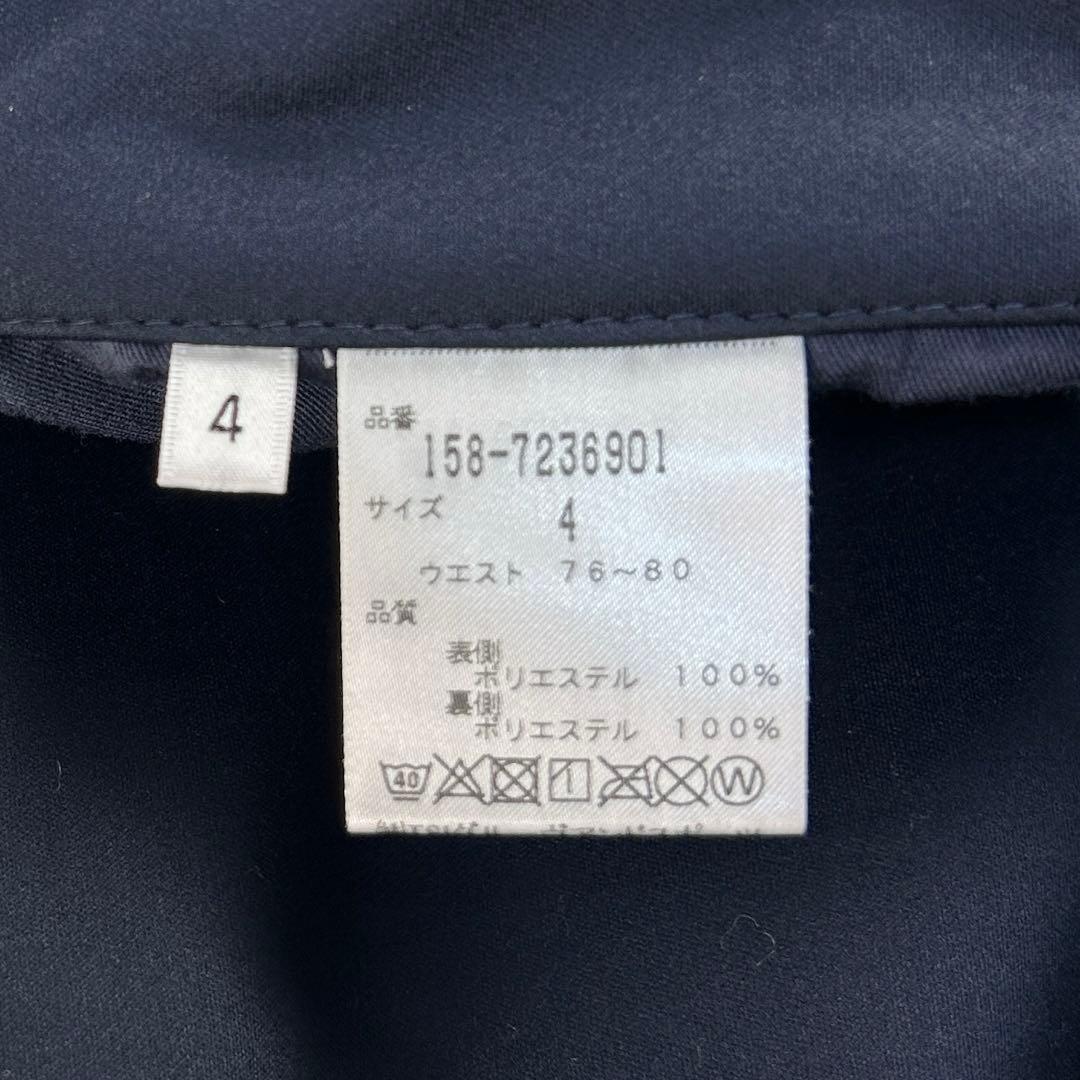 4
品番
158-7236901
サイズ 4
ウエスト 76~80
品質
表側
ポリエステル 100%
裏側
ポリエステル 100%
40 W